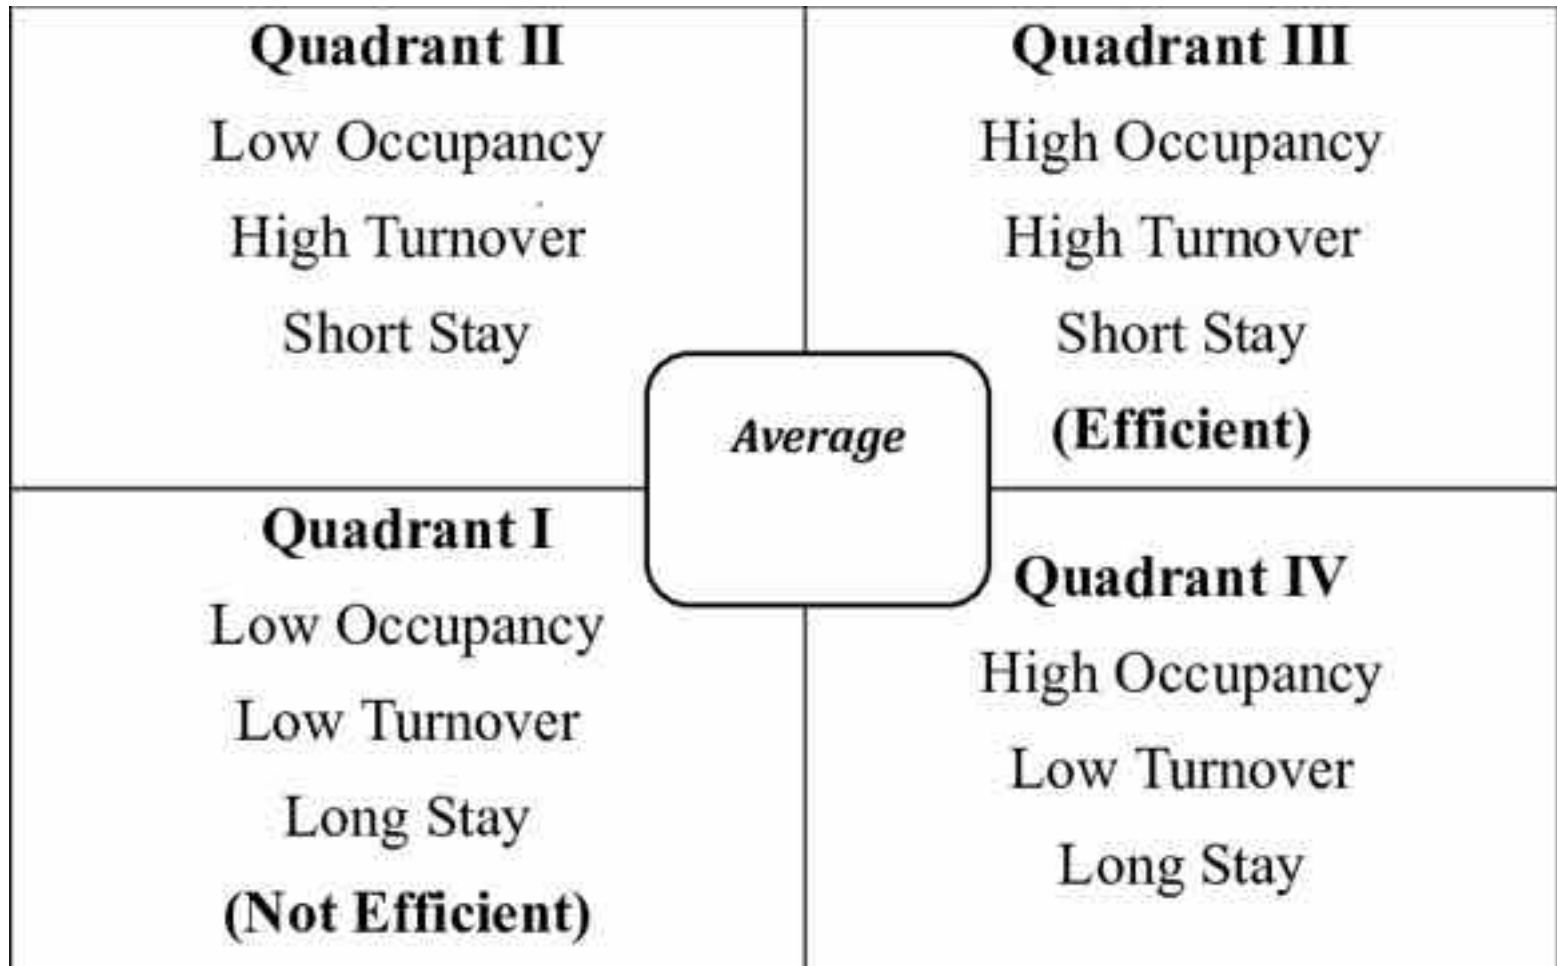 Quadrant II
Low Occupancy
High Turnover
Short Stay
Quadrant III
High Occupancy
High Turnover
Short Stay
(Efficient)
Average
Quadrant I
Low Occupancy
Low Turnover
Long Stay
(Not Efficient)
Quadrant IV
High Occupancy
Low Turnover
Long Stay